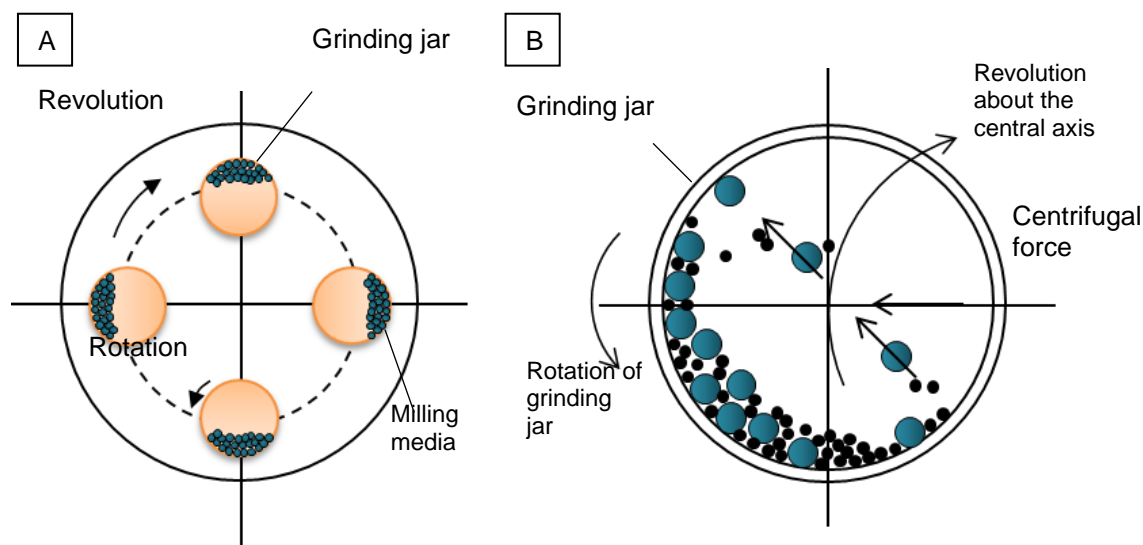 A
Grinding jar
Revolution
Rotation
Milling
media
B
Revolution
about the
central axis
Grinding jar
Centrifugal
force
Rotation of
grinding
jar